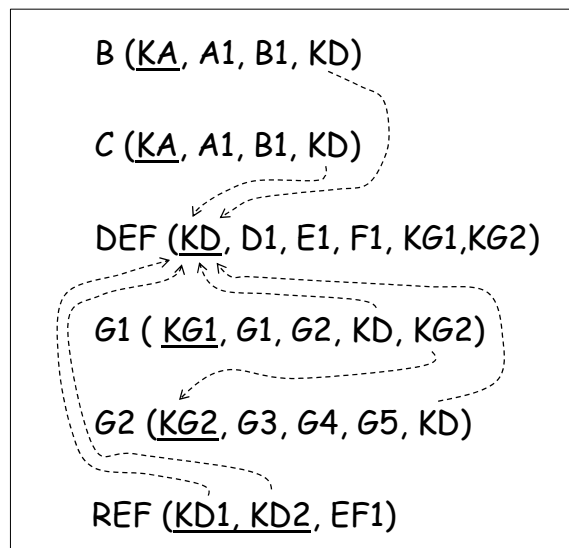 B (KA, A1, B1, KD)
C (KA, A1, B1, KD)
DEF (KD, D1, E1, F1, KG1,KG2)
G1 ( KG1, G1, G2, KD, KG2)
G2 (KG2, G3, G4, G5, KD)
REF (KD1, KD2, EF1)